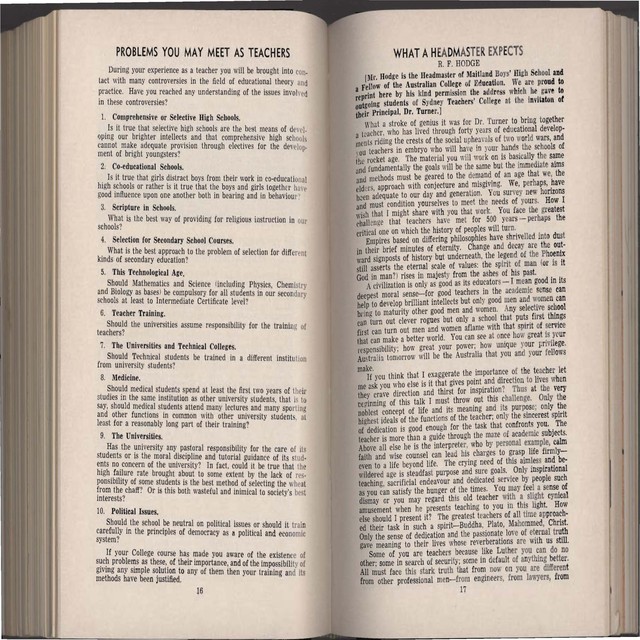 PROBLEMS YOU MAY MEET AS TEACHERS
During your experience as a teacher you will be brought into con-
tact with many controversies in the field of educational theory and
practice. Have you reached any understanding of the issues involved
in these controversies?
1. Comprehensive or Selective High Schools.
Is it true that selective high schools are the best means of devel-
oping our brighter intellects and that comprehensive high schools
cannot make adequate provision through electives for the develop-
ment of bright youngsters?
2. Co-educational Schools.
Is it true that girls distract boys from their work in co-educational
high schools or rather is it true that the boys and girls together have
good influence upon one another both in bearing and in behaviour?
3. Scripture in Schools.
What is the best way of providing for religious instruction in our
schools?
4. Selection for Secondary School Courses.
What is the best approach to the problem of selection for different
kinds of secondary education?
5. This Technological Age.
Should Mathematics and Science (including Physics, Chemistry
and Biology as bases) be compulsory for all students in our secondary
schools at least to Intermediate Certificate level?
6. Teacher Training.
Should the universities assume responsibility for the training of
teachers?
7. The Universities and Technical Colleges.
Should Technical students be trained in a different institution
from university students?
8. Medicine.
Should medical students spend at least the first two years of their
studies in the same institution as other university students, that is to
say, should medical students attend many lectures and many sporting
and other functions in common with other university students, at
least for a reasonably long part of their training?
9. The Universities.
Has the university any pastoral responsibility for the care of its
students or is the moral discipline and tutorial guidance of its stud-
ents no concern of the university? In fact, could it be true that the
high failure rate brought about to some extent by the lack of res-
ponsibility of some students is the best method of selecting the wheat
from the chaff? Or is this both wasteful and inimical to society's best
interests?
10. Political Issues.
Should the school be neutral on political issues or should it train
carefully in the principles of democracy as a political and economic
system?
If your College course has made you aware of the existence of
such problems as these, of their importance, and of the impossibility of
giving any simple solution to any of them then your training and its
methods have been justified.
16
WHAT A HEADMASTER EXPECTS
R. F. HODGE
[Mr. Hodge is the Headmaster of Maitland Boys' High School and
a Fellow of the Australian College of Education. We are proud to
reprint here by his kind permission the address which he gave to
outgoing students of Sydney Teachers' College at the invitaton of
their Principal, Dr. Turner.]
What a stroke of genius it was for Dr. Turner to bring together
a teacher, who has lived through forty years of educational develop-
ments riding the crests of the social upheavals of two world wars, and
you teachers in embryo who will have in your hands the schools of
the rocket age. The material you will work on is basically the same
and fundamentally the goals will be the same but the immediate aims
and methods must be geared to the demand of an age that we, the
elders, approach with conjecture and misgiving. We, perhaps, have
been adequate to our day and generation. You survey new horizons
and must condition yourselves to meet the needs of yours. How I
wish that I might share with you that work. You face the greatest
challenge that teachers have met for 500 years—perhaps the
critical one on which the history of peoples will turn.
Empires based on differing philosophies have shrivelled into dust
in their brief minutes of eternity. Change and decay are the out-
ward signposts of history but underneath, the legend of the Phoenix
still asserts the eternal scale of values: the spirit of man (or is it
God in man?) rises in majesty from the ashes of his past.
A civilization is only as good as its educators—I mean good in its
deepest moral sense—for good teachers in the academic sense can
help to develop brilliant intellects but only good men and women can
bring to maturity other good men and women. Any selective school
can turn out clever rogues but only a school that puts first things
first can turn out men and women aflame with that spirit of service
that can make a better world. You can see at once how great is your
responsibility; how great your power; how unique your privilege.
Australia tomorrow will be the Australia that you and your fellows
make.
If you think that I exaggerate the importance of the teacher let
me ask you who else is it that gives point and direction to lives when
they crave direction and thirst for inspiration? Thus at the very
beginning of this talk I must throw out this challenge. Only the
noblest concept of life and its meaning and its purpose; only the
highest ideals of the functions of the teacher; only the sincerest spirit
of dedication is good enough for the task that confronts you. The
teacher is more than a guide through the maze of academic subjects.
Above all else he is the interpreter, who by personal example, calm
faith and wise counsel can lead his charges to grasp life firmly—
even to a life beyond life. The crying need of this aimless and be-
wildered age is steadfast purpose and sure goals. Only inspirational
teaching, sacrificial endeavour and dedicated service by people such
as you can satisfy the hunger of the times. You may feel a sense of
dismay or you may regard this old teacher with a slight cynical
amusement when he presents teaching to you in this light. How
else should I present it? The greatest teachers of all time approach-
ed their task in such a spirit—Buddha, Plato, Mahommed, Christ.
Only the sense of dedication and the passionate love of eternal truth
gave meaning to their lives whose reverberations are with us still.
Some of you are teachers because like Luther you can do no
other; some in search of security; some in default of anything better.
All must face this stark truth that from now on you are different
from other professional men—from engineers, from lawyers, from
17